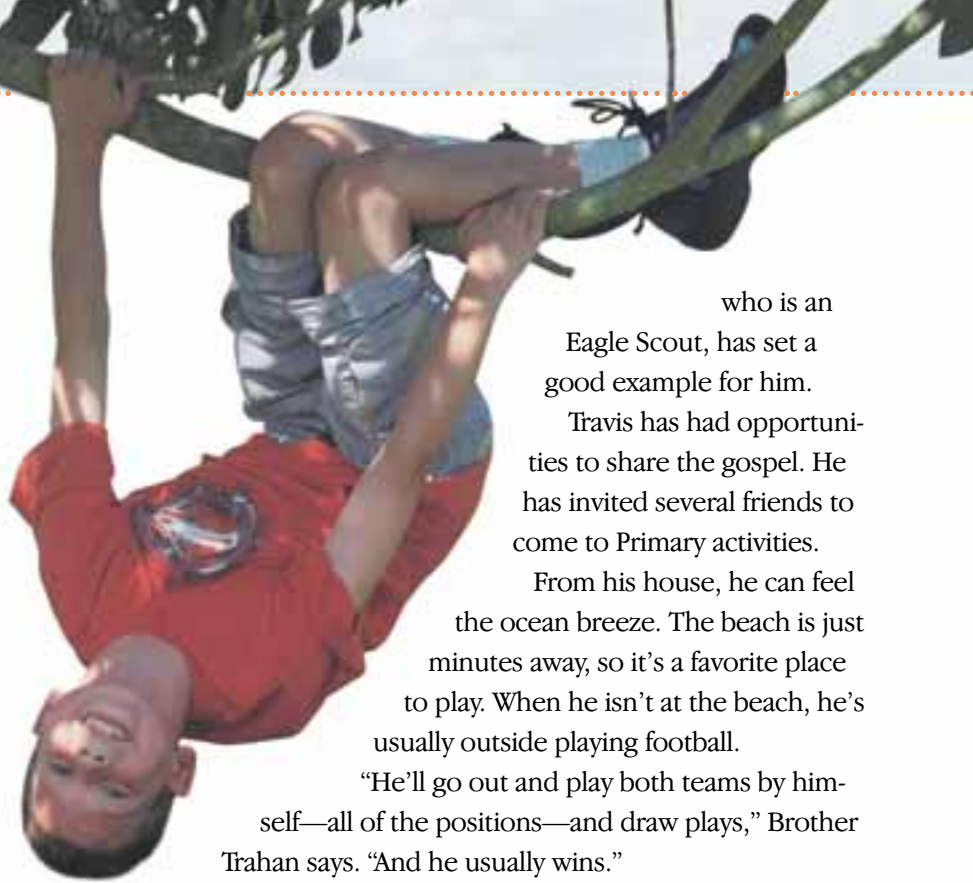 who is an
Eagle Scout, has set a
good example for him.
Travis has had opportuni-
ties to share the gospel. He
has invited several friends to
come to Primary activities.
From his house, he can feel
the ocean breeze. The beach is just
minutes away, so it’s a favorite place
to play. When he isn’t at the beach, he’s
usually outside playing football.
“He’ll go out and play both teams by him-
self—all of the positions—and draw plays,” Brother
Trahan says. “And he usually wins.”